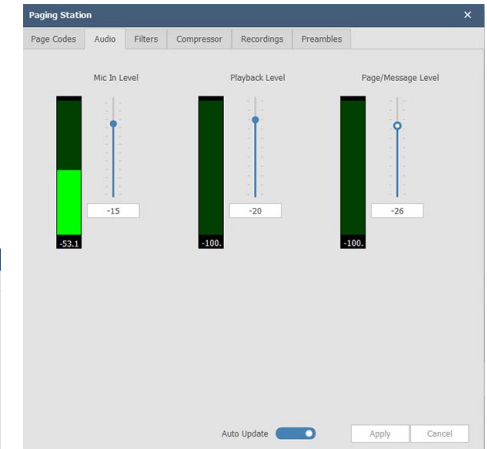 Paging Station
×
Page Codes Audio Filters Compressor Recordings Preambles
Mic In Level Playback Level Page/Message Level
-15 -20 -26
-53.1 -100. -100.
Auto Update Apply Cancel